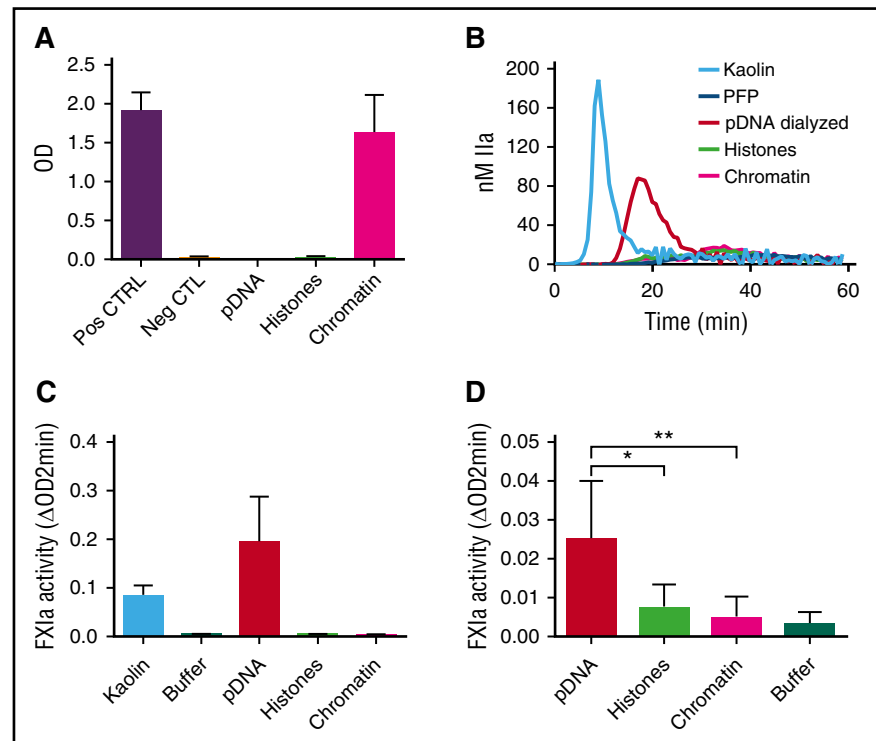 A
OD
2.5
2.0
1.5
1.0
0.5
0.0
Pos CTRL
Neg CTL
pDNA
Histones
Chromatin
B
nM IIa
200
160
120
80
40
0
0 20 40 60
Time (min)
Kaolin
PFP
pDNA dialyzed
Histones
Chromatin
C
FXIa activity (ΔOD2min)
0.4
0.3
0.2
0.1
0.0
Kaolin
Buffer
pDNA
Histones
Chromatin
D
FXIa activity (ΔOD2min)
0.05
0.04
0.03
0.02
0.01
0.00
**
*
pDNA
Histones
Chromatin
Buffer